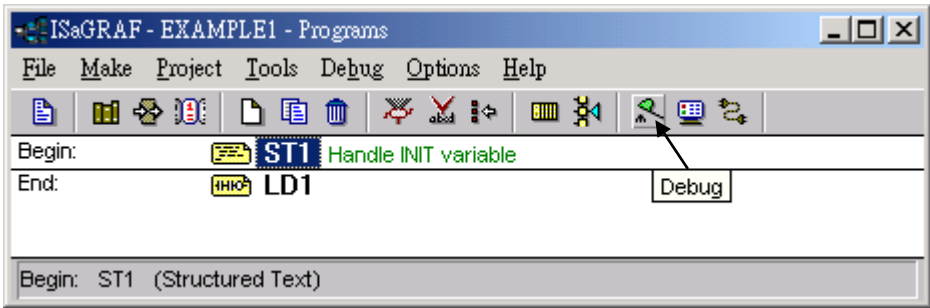 ISaGRAF - EXAMPLE1 - Programs
File Make Project Tools Debug Options Help
Begin: ST1 Handle INIT variable
End: LD1
Debug
Begin: ST1 (Structured Text)